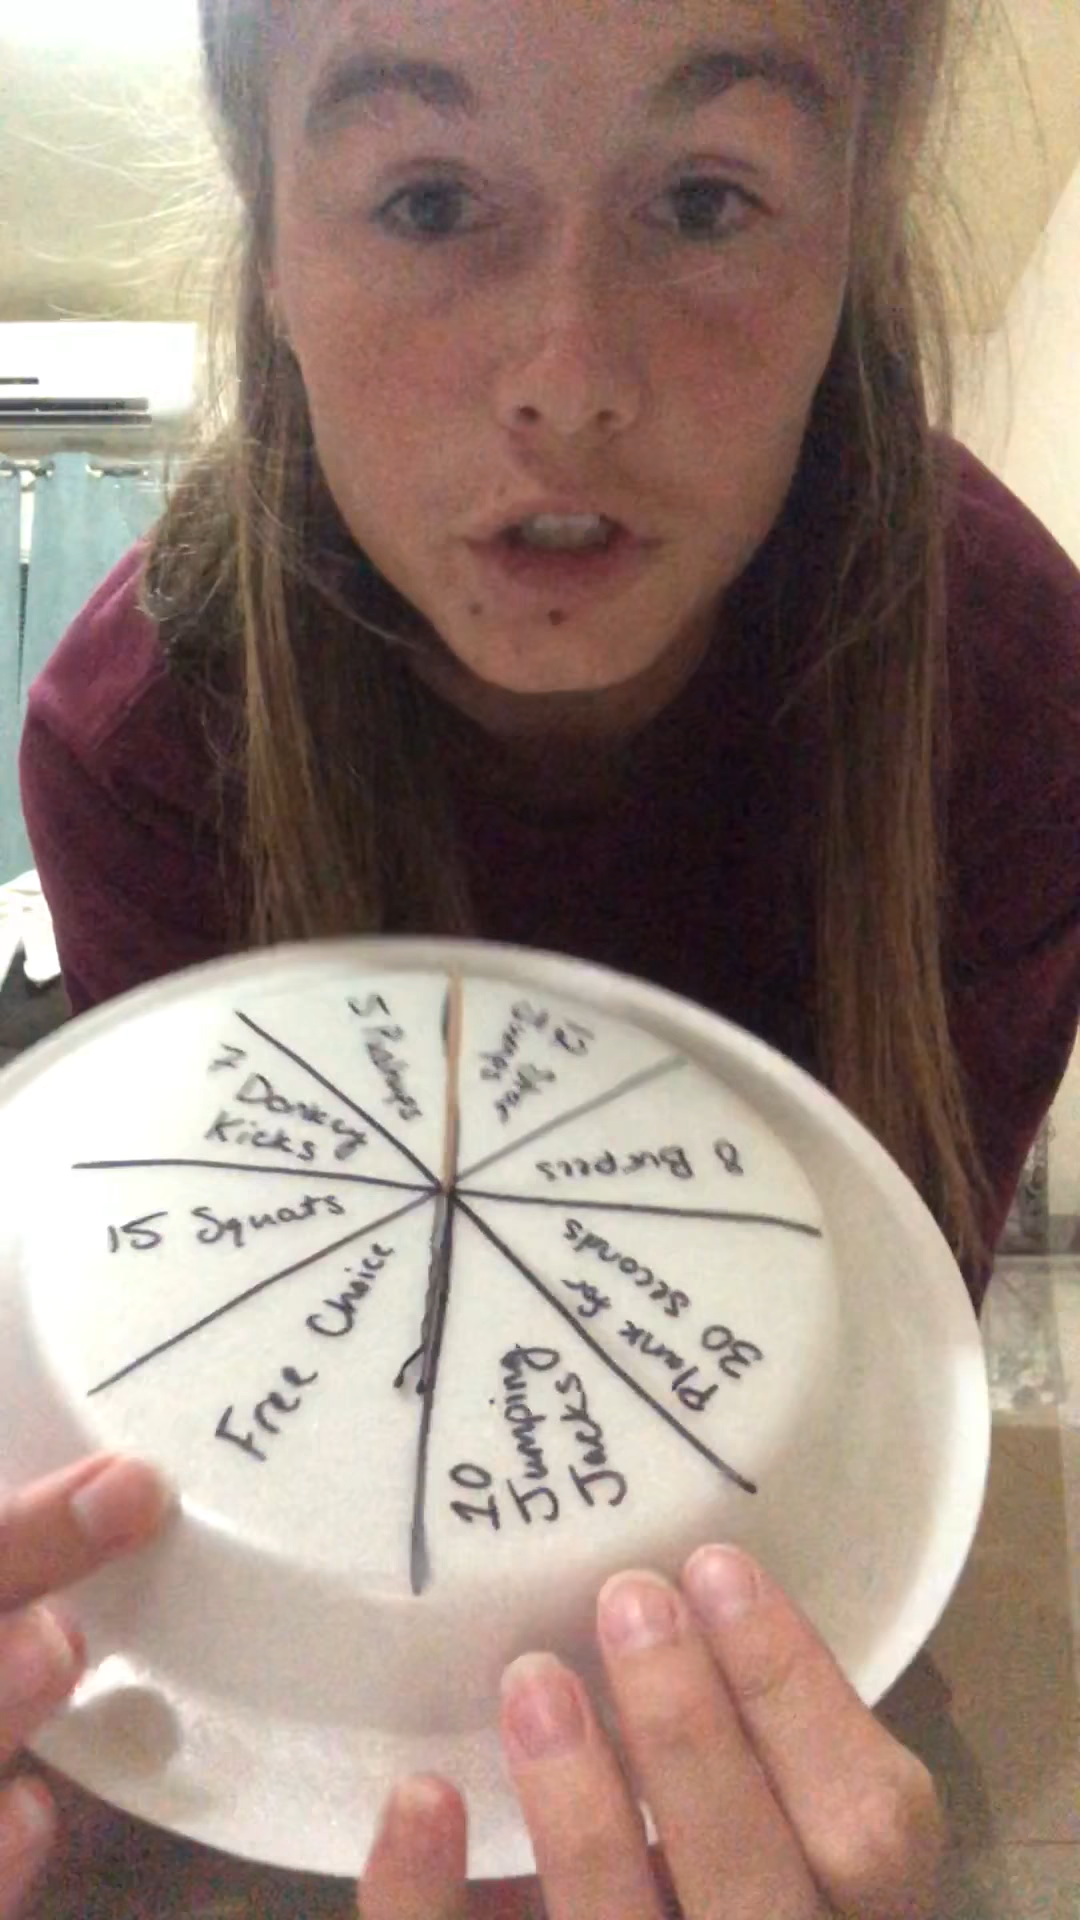 5 Pushups
12
Star
Jumps
8 Burpees
Plank for
30 seconds
10
Jumping
Jacks
Free Choice
15 Squats
7
Donkey
Kicks